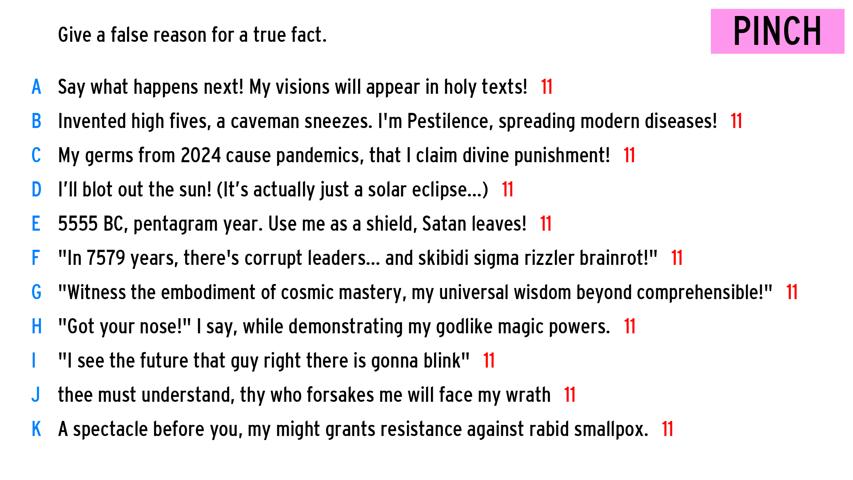 Give a false reason for a true fact.
PINCH
A Say what happens next! My visions will appear in holy texts! 11
B Invented high fives, a caveman sneezes. I'm Pestilence, spreading modern diseases! 11
C My germs from 2024 cause pandemics, that I claim divine punishment! 11
D I’ll blot out the sun! (It’s actually just a solar eclipse...) 11
E 5555 BC, pentagram year. Use me as a shield, Satan leaves! 11
F "In 7579 years, there's corrupt leaders... and skibidi sigma rizzler brainrot!" 11
G "Witness the embodiment of cosmic mastery, my universal wisdom beyond comprehensible!" 11
H "Got your nose!" I say, while demonstrating my godlike magic powers. 11
I "I see the future that guy right there is gonna blink" 11
J thee must understand, thy who forsakes me will face my wrath 11
K A spectacle before you, my might grants resistance against rabid smallpox. 11